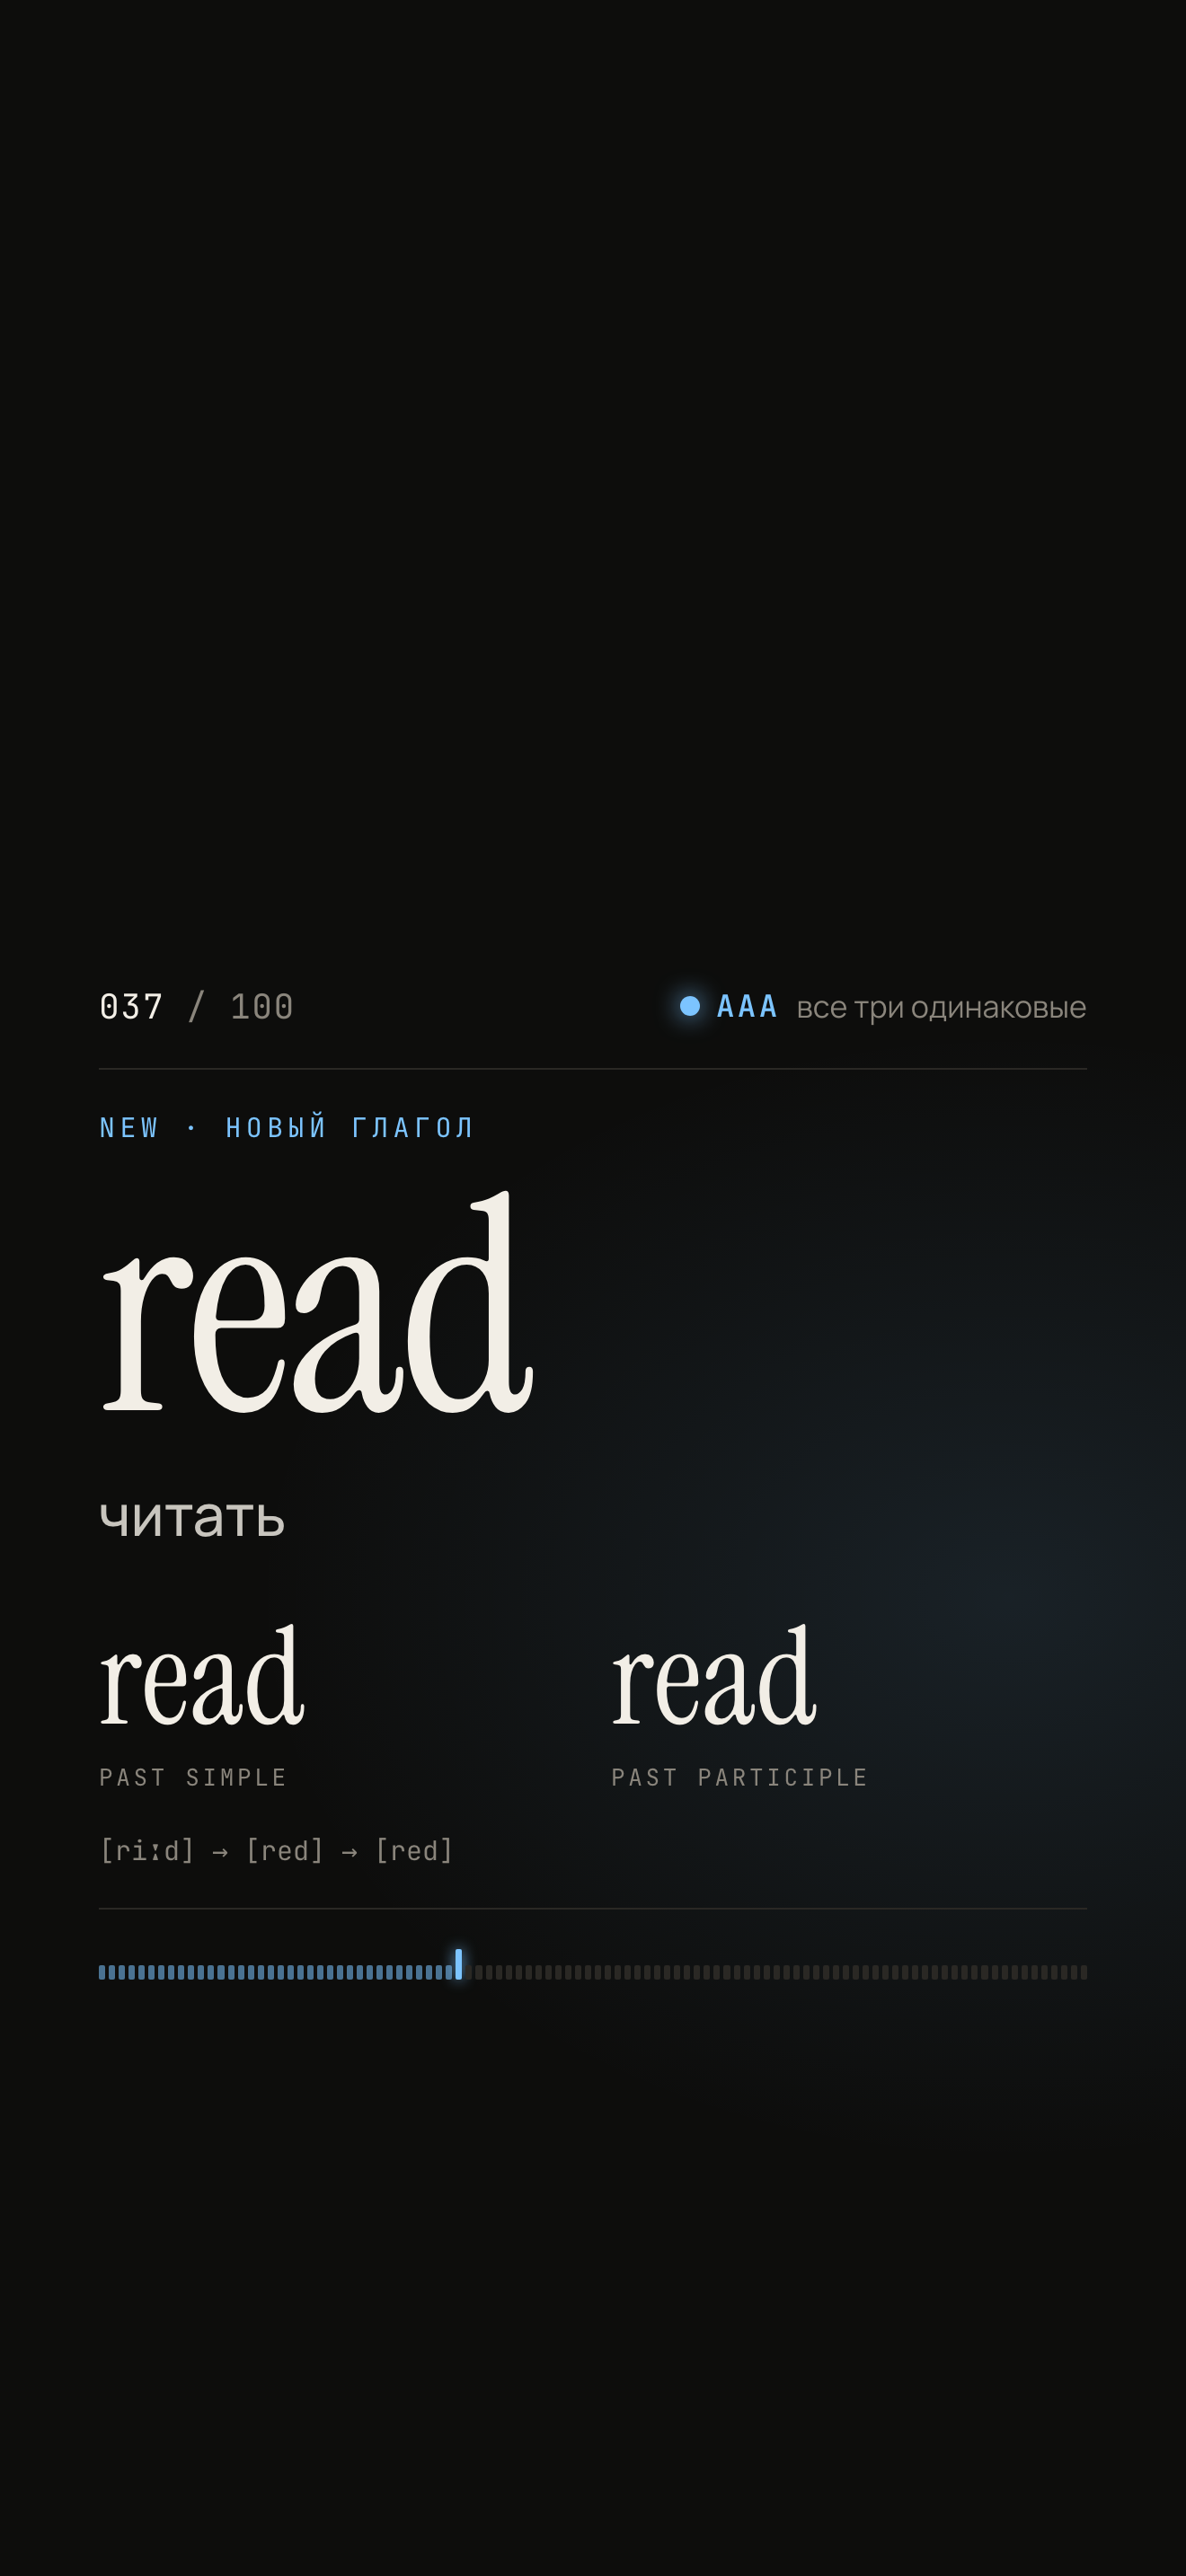 037 / 100
AAA все три одинаковые
NEW · НОВЫЙ ГЛАГОЛ
read
читать
read read
PAST SIMPLE PAST PARTICIPLE
[riːd] → [red] → [red]